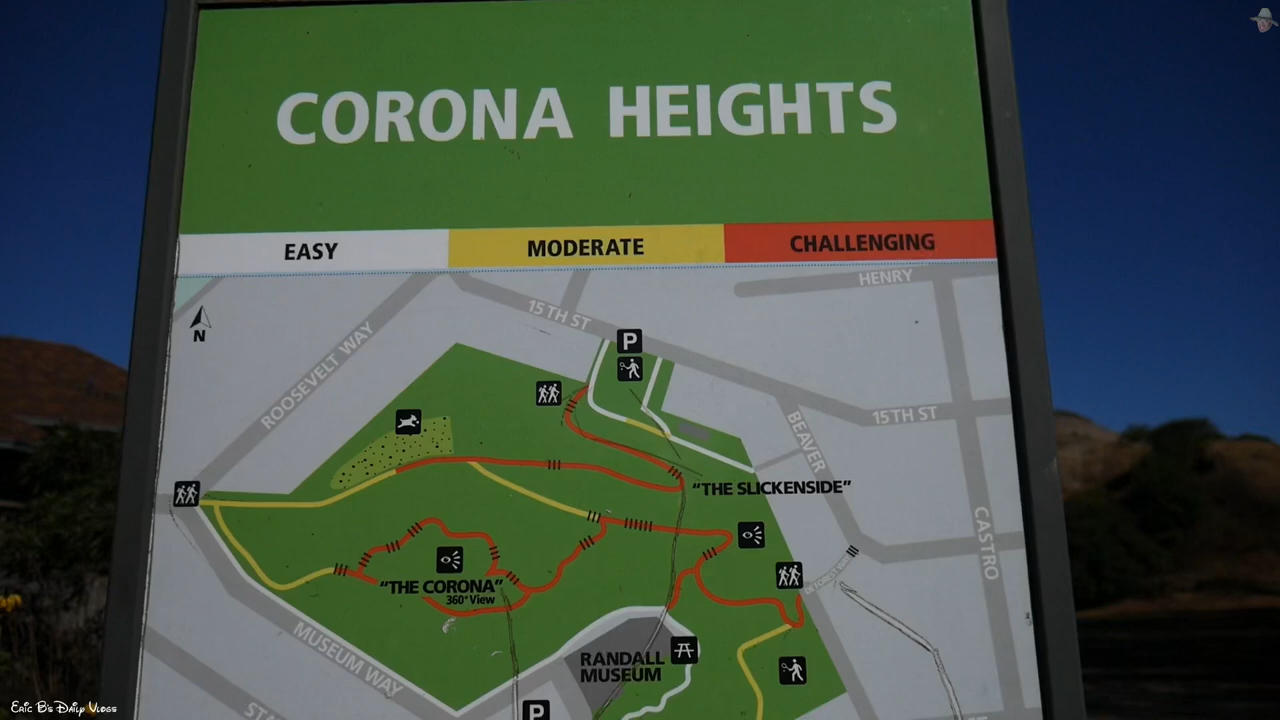 CORONA HEIGHTS
EASY
MODERATE
CHALLENGING
HENRY
15TH ST
N
ROOSEVELT WAY
P
15TH ST
BEAVER
"THE SLICKENSIDE"
CASTRO
"THE CORONA"
360° View
MUSEUM WAY
RANDALL
MUSEUM
P
Eric B's Daily Vlogs